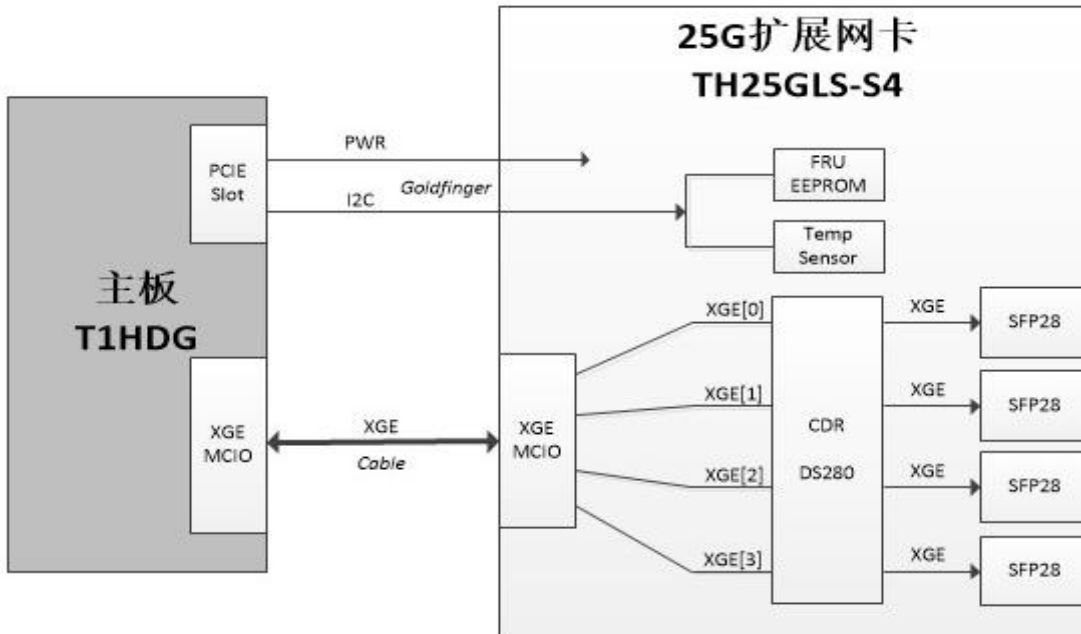 25G扩展网卡
TH25GLS-S4
主板
T1HDG
PCIE
Slot
PWR
Goldfinger
I2C
FRU
EEPROM
Temp
Sensor
XGE
MCIO
XGE
Cable
XGE
MCIO
XGE[0]
XGE[1]
XGE[2]
XGE[3]
CDR
DS280
XGE
SFP28
XGE
SFP28
XGE
SFP28
XGE
SFP28